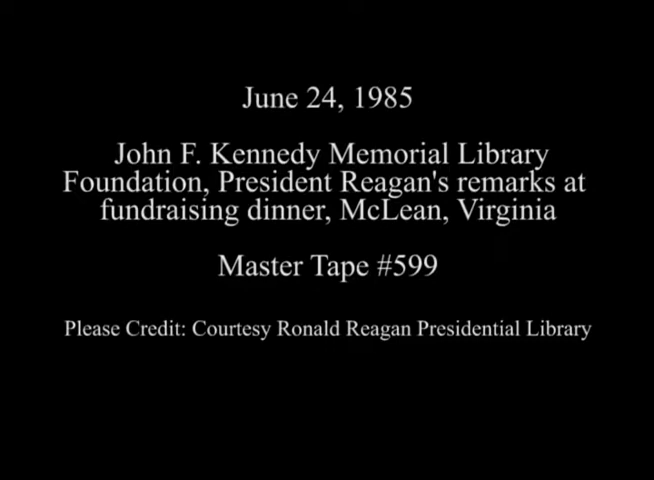 June 24, 1985
John F. Kennedy Memorial Library
Foundation, President Reagan's remarks at
fundraising dinner, McLean, Virginia
Master Tape #599
Please Credit: Courtesy Ronald Reagan Presidential Library